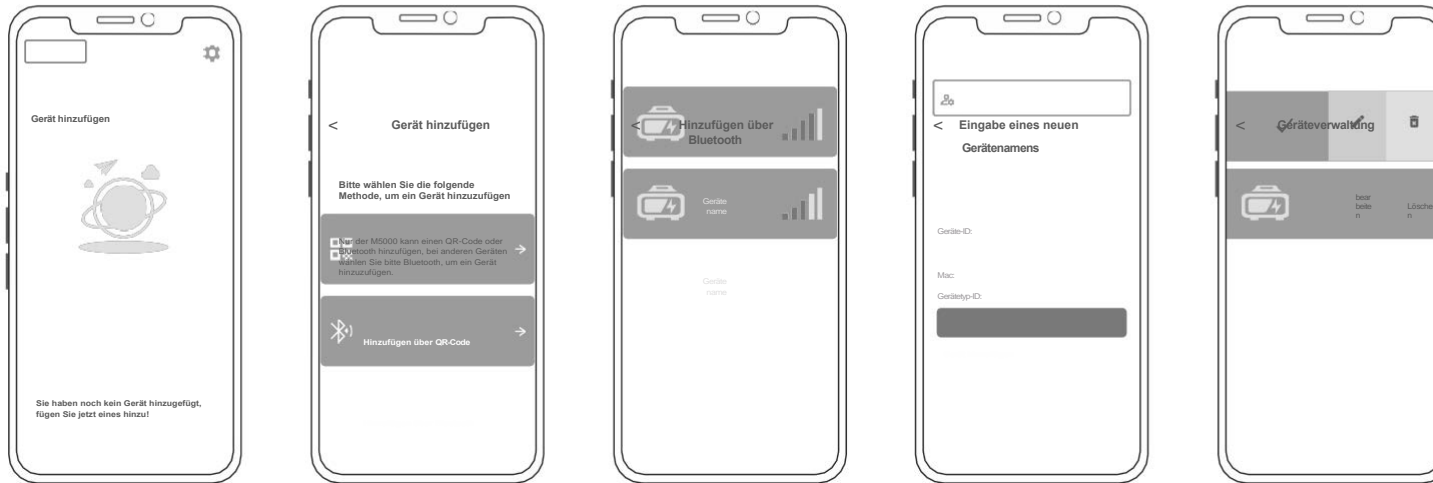 Gerät hinzufügen
Sie haben noch kein Gerät hinzugefügt,
fügen Sie jetzt eines hinzu!
< Gerät hinzufügen
Bitte wählen Sie die folgende
Methode, um ein Gerät hinzuzufügen
Nur der M5000 kann einen QR-Code oder
Bluetooth hinzufügen, bei anderen Geräten
wählen Sie bitte Bluetooth, um ein Gerät
hinzuzufügen.
Hinzufügen über QR-Code
< Hinzufügen über
Bluetooth
Geräte
name
Geräte
name
< Eingabe eines neuen
Gerätenamens
Geräte-ID:
Mac:
Gerätetyp-ID:
< Geräteverwaltung
bear
beite
n
Lösche
n